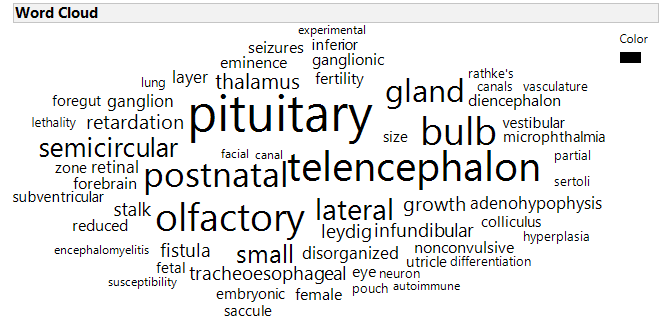 Word Cloud
experimental
Color
seizures inferior
eminence ganglionic
lung layer thalamus fertility rathke's
gland canals vasculature
foregut ganglion pituitary diencephalon
lethality retardation size bulb vestibular
microphthalmia
semicircular facial canal partial
zone retinal postnatal telencephalon
forebrain sertoli
subventricular
stalk olfactory lateral growth adenohypophysis
reduced leydig infundibular colliculus
hyperplasia
encephalomyelitis fistula small disorganized nonconvulsive
fetal tracheoesophageal eye neuron utricle differentiation
susceptibility
embryonic female pouch autoimmune
saccule